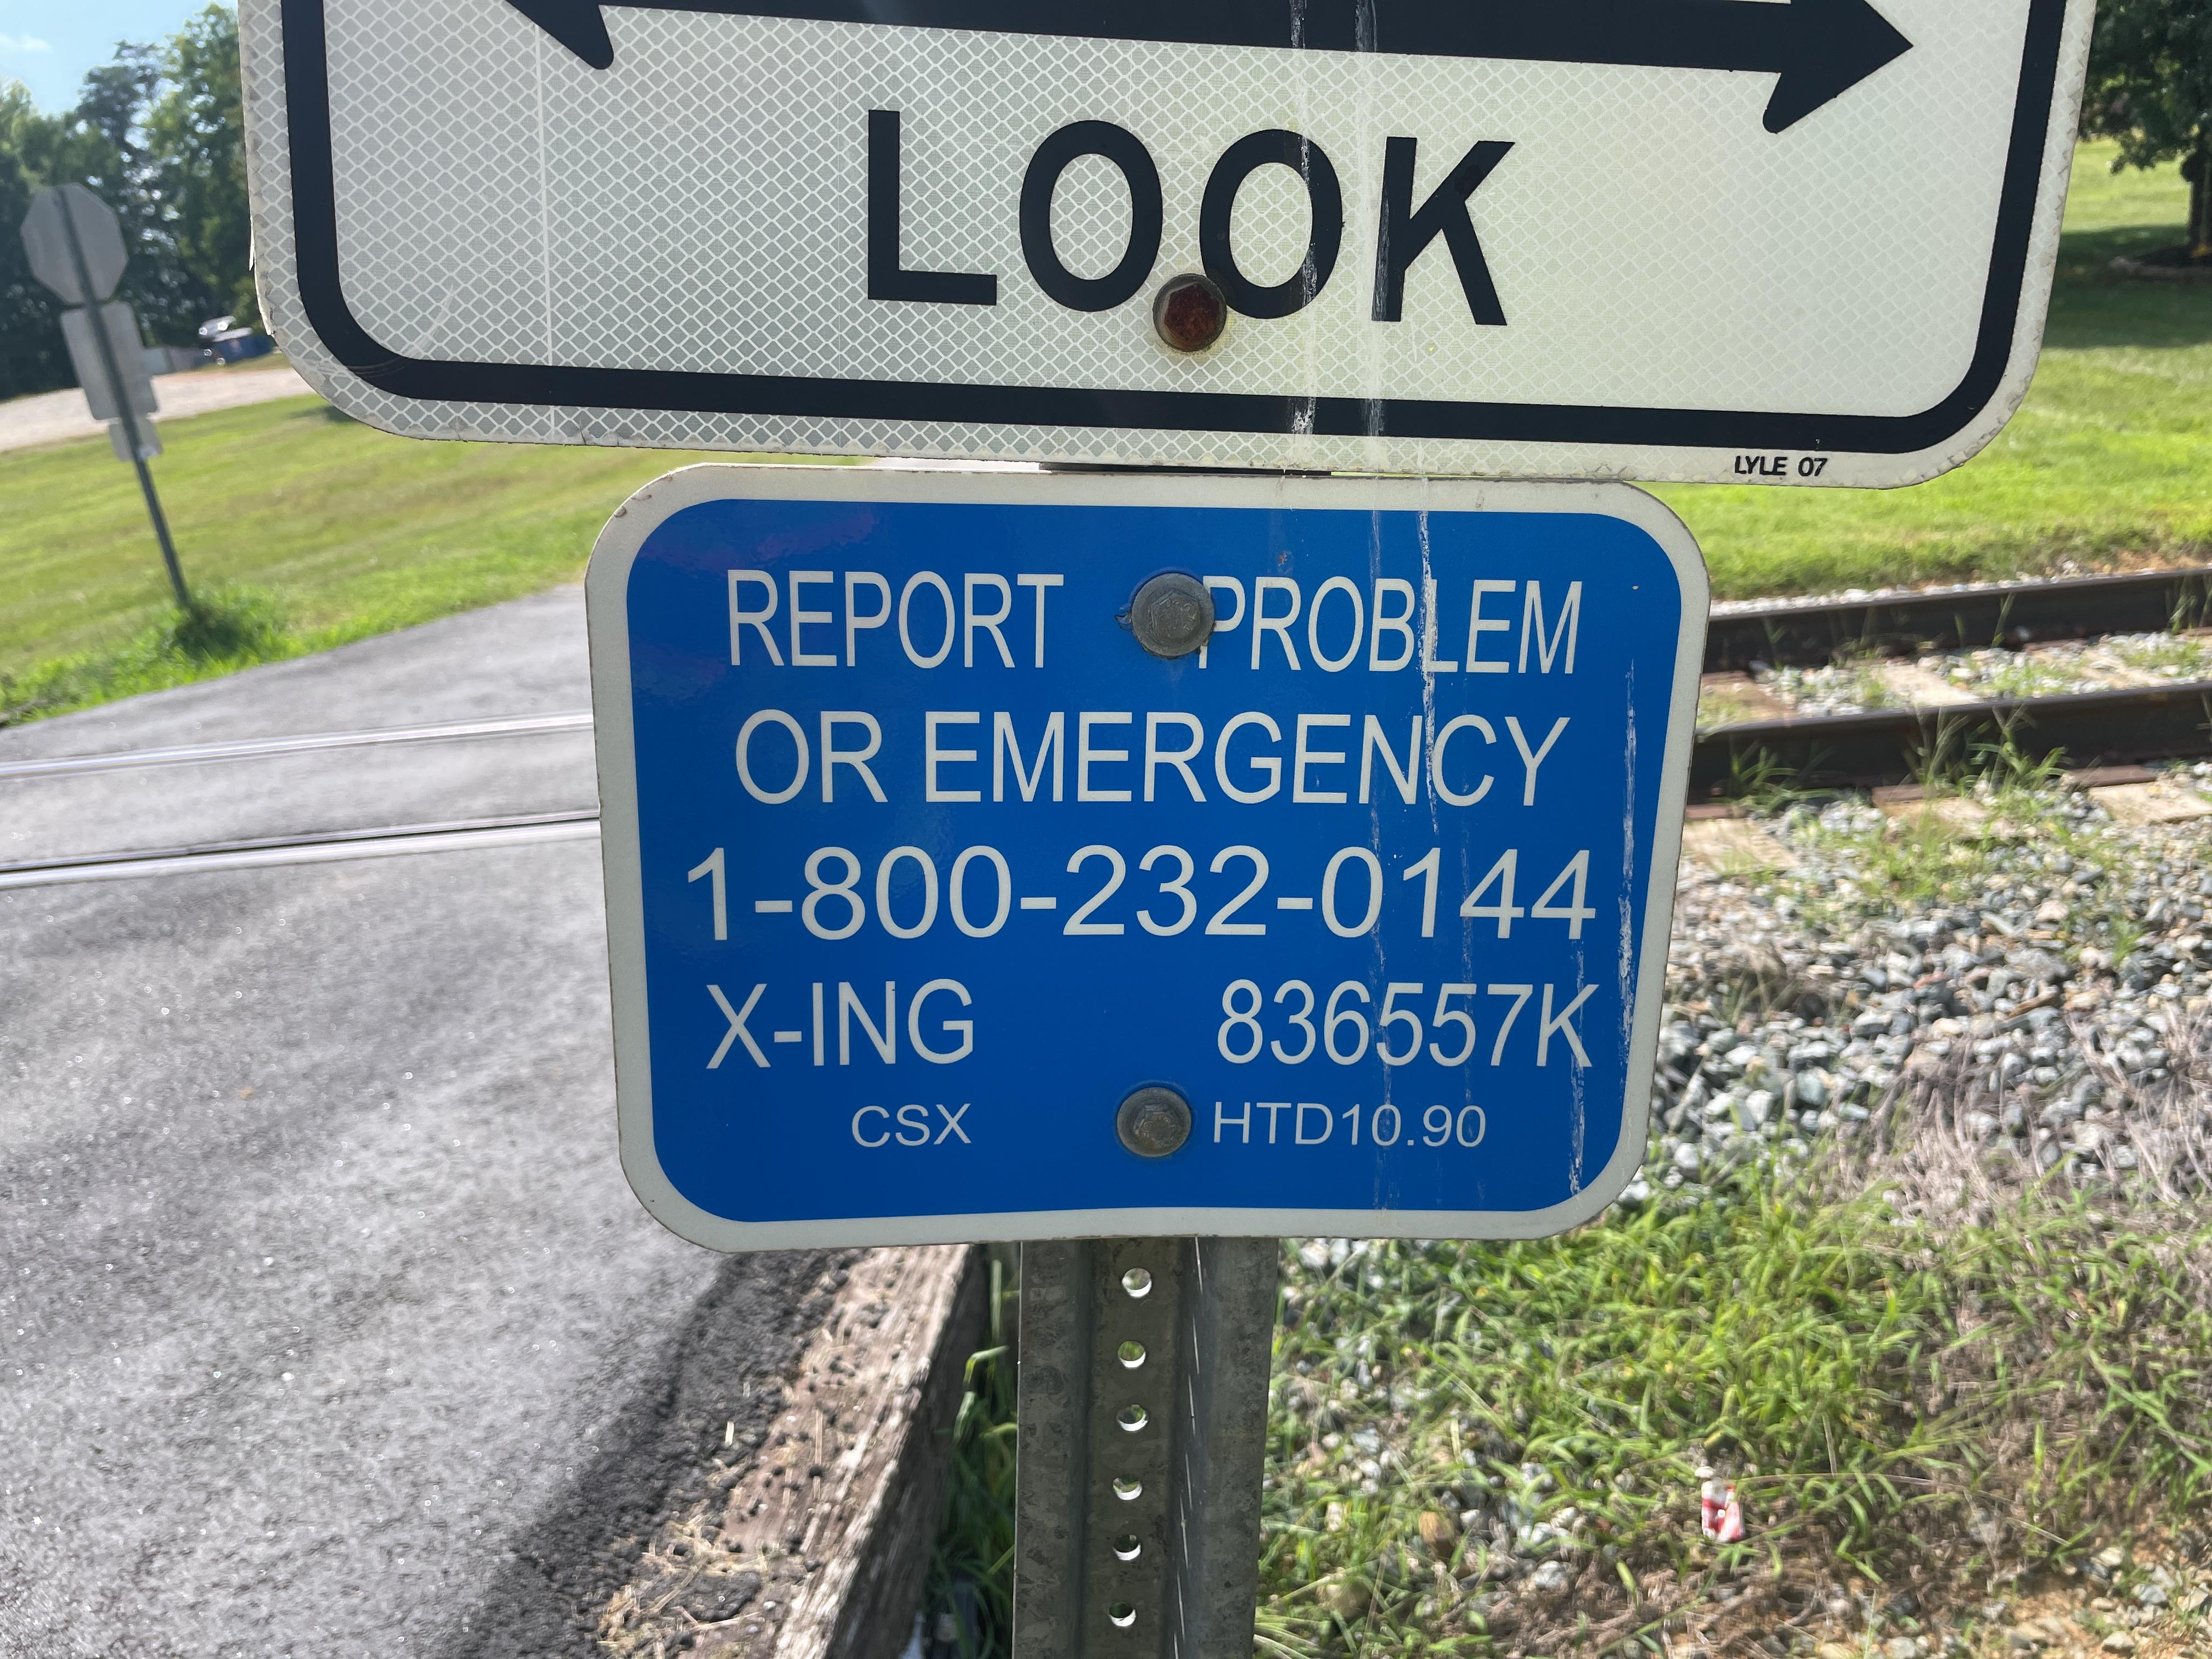 LOOK
LYLE 07
REPORT PROBLEM
OR EMERGENCY
1-800-232-0144
X-ING 836557K
CSX HTD10.90